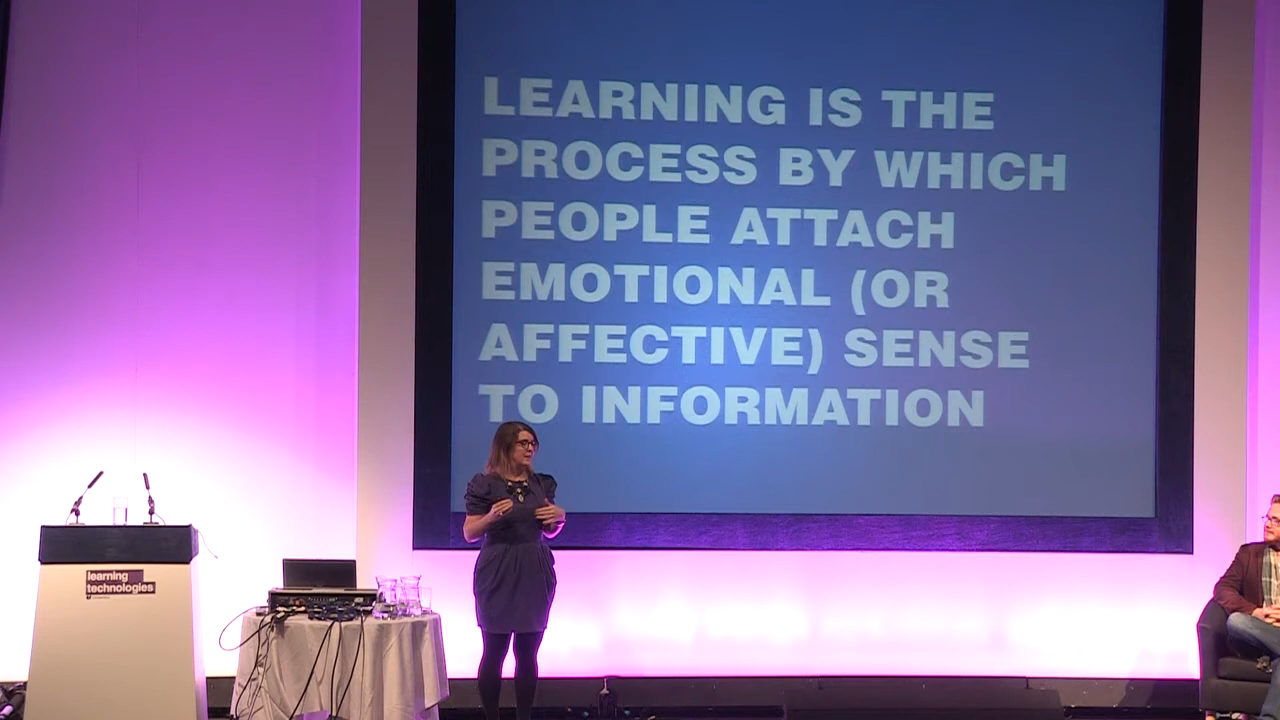 LEARNING IS THE
PROCESS BY WHICH
PEOPLE ATTACH
EMOTIONAL (OR
AFFECTIVE) SENSE
TO INFORMATION
learning
technologies